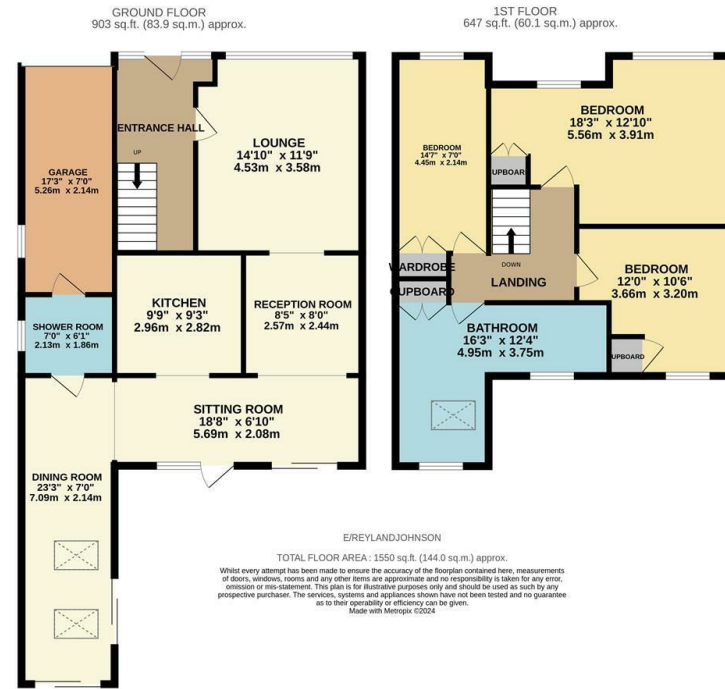 GROUND FLOOR
903 sq.ft. (83.9 sq.m.) approx.
ENTRANCE HALL
UP
LOUNGE
14'10" x 11'9"
4.53m x 3.58m
GARAGE
17'3" x 7'0"
5.26m x 2.14m
KITCHEN
9'9" x 9'3"
2.96m x 2.82m
RECEPTION ROOM
8'5" x 8'0"
2.57m x 2.44m
SHOWER ROOM
7'0" x 6'1"
2.13m x 1.86m
SITTING ROOM
18'8" x 6'10"
5.69m x 2.08m
DINING ROOM
23'3" x 7'0"
7.09m x 2.14m
1ST FLOOR
647 sq.ft. (60.1 sq.m.) approx.
BEDROOM
18'3" x 12'10"
5.56m x 3.91m
BEDROOM
14'7" x 7'0"
4.45m x 2.14m
UPBOARD
WARDROBE
CUPBOARD
DOWN
LANDING
BEDROOM
12'0" x 10'6"
3.66m x 3.20m
BATHROOM
16'3" x 12'4"
4.95m x 3.75m
UPBOARD
E/REYLANDJOHNSON
TOTAL FLOOR AREA : 1550 sq.ft. (144.0 sq.m.) approx.
Whilst every attempt has been made to ensure the accuracy of the floorplan contained here, measurements
of doors, windows, rooms and any other items are approximate and no responsibility is taken for any error,
omission or mis-statement. This plan is for illustrative purposes only and should be used as such by any
prospective purchaser. The services, systems and appliances shown have not been tested and no guarantee
as to their operability or efficiency can be given.
Made with Metropix ©2024